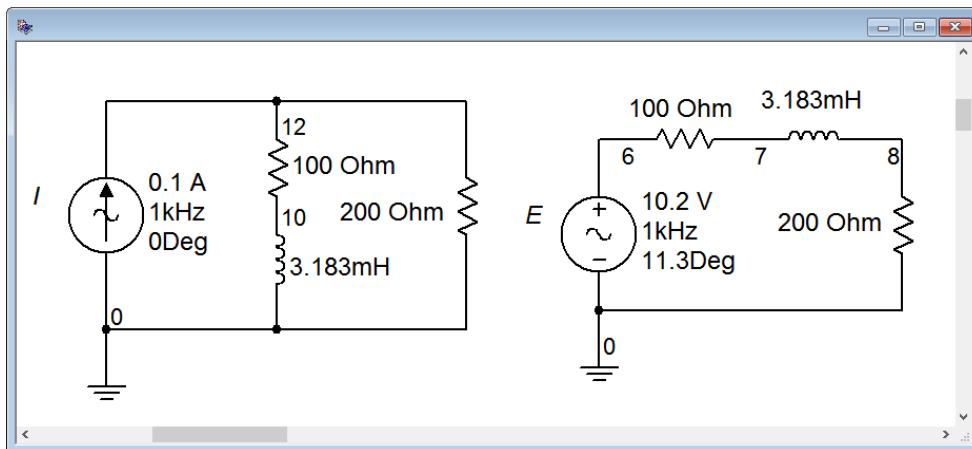 I
0.1 A
1kHz
0Deg
12
100 Ohm
10
3.183mH
200 Ohm
0
E
10.2 V
1kHz
11.3Deg
6
100 Ohm
7
3.183mH
8
200 Ohm
0